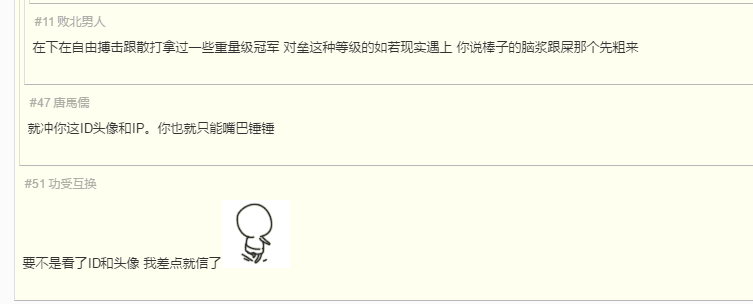 #11 败北男人
在下在自由搏击跟散打拿过一些重量级冠军 对垒这种等级的如若现实遇上 你说棒子的脑浆跟屎那个先粗来
#47 唐馬儒
就冲你这ID头像和IP。你也就只能嘴巴锤锤
#51 功受互换
要不是看了ID和头像 我差点就信了